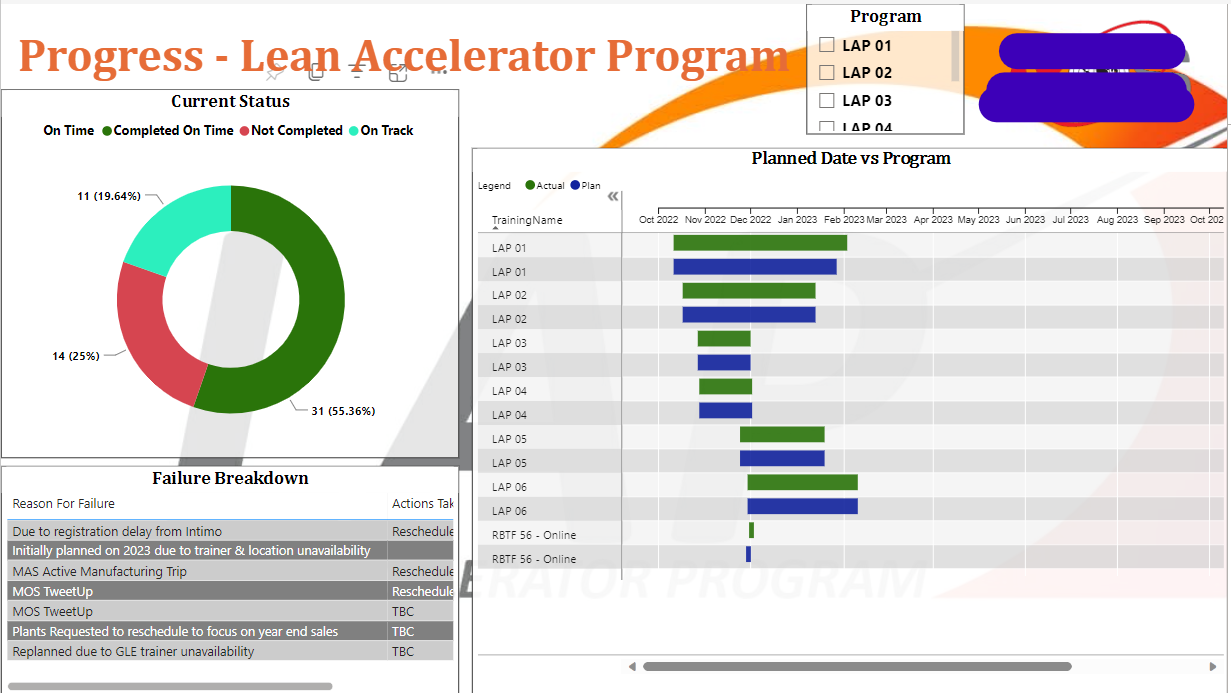 Progress - Lean Accelerator Program
Program
LAP 01
LAP 02
LAP 03
LAP 04
Current Status
On Time Completed On Time Not Completed On Track
11 (19.64%)
14 (25%)
31 (55.36%)
Failure Breakdown
Reason For Failure Actions Tak
Due to registration delay from Intimo Reschedule
Initially planned on 2023 due to trainer & location unavailability
MAS Active Manufacturing Trip Reschedule
MOS TweetUp Reschedule
MOS TweetUp TBC
Plants Requested to reschedule to focus on year end sales TBC
Replanned due to GLE trainer unavailability TBC
Planned Date vs Program
Legend Actual Plan
TrainingName
Oct 2022 Nov 2022 Dec 2022 Jan 2023 Feb 2023 Mar 2023 Apr 2023 May 2023 Jun 2023 Jul 2023 Aug 2023 Sep 2023 Oct 202
LAP 01
LAP 01
LAP 02
LAP 02
LAP 03
LAP 03
LAP 04
LAP 04
LAP 05
LAP 05
LAP 06
LAP 06
RBTF 56 - Online
RBTF 56 - Online
ERATOR PROGRAM